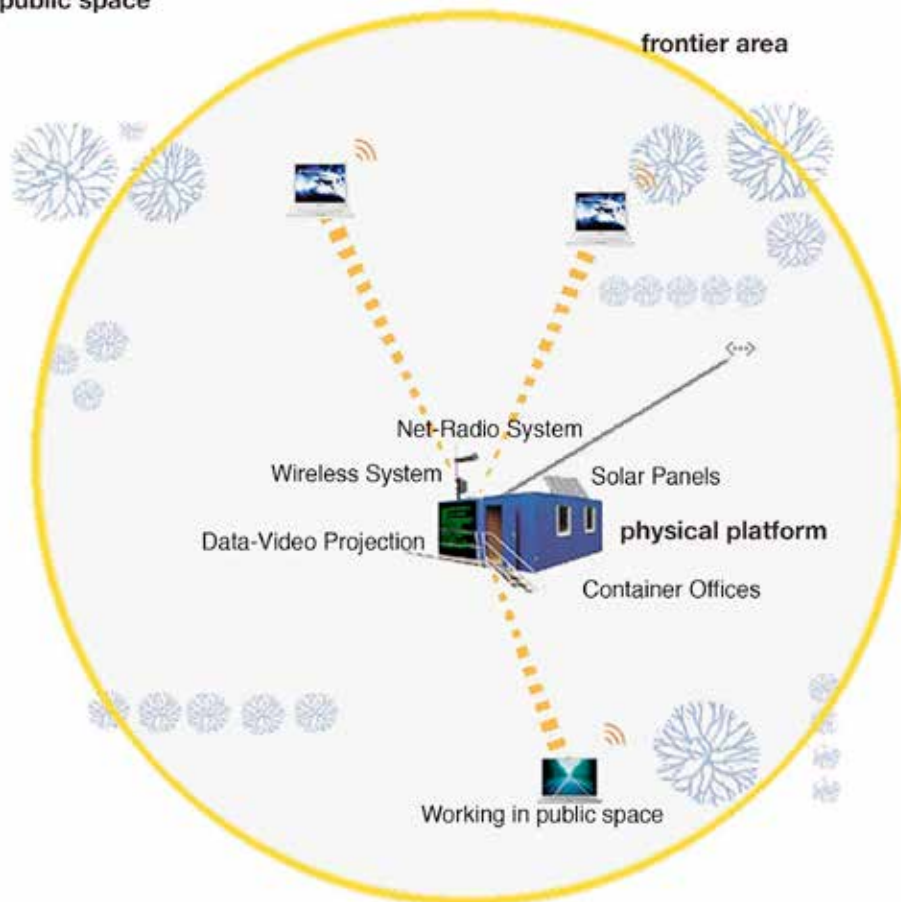 public space
frontier area
Net-Radio System
Wireless System
Solar Panels
Data-Video Projection
physical platform
Container Offices
Working in public space